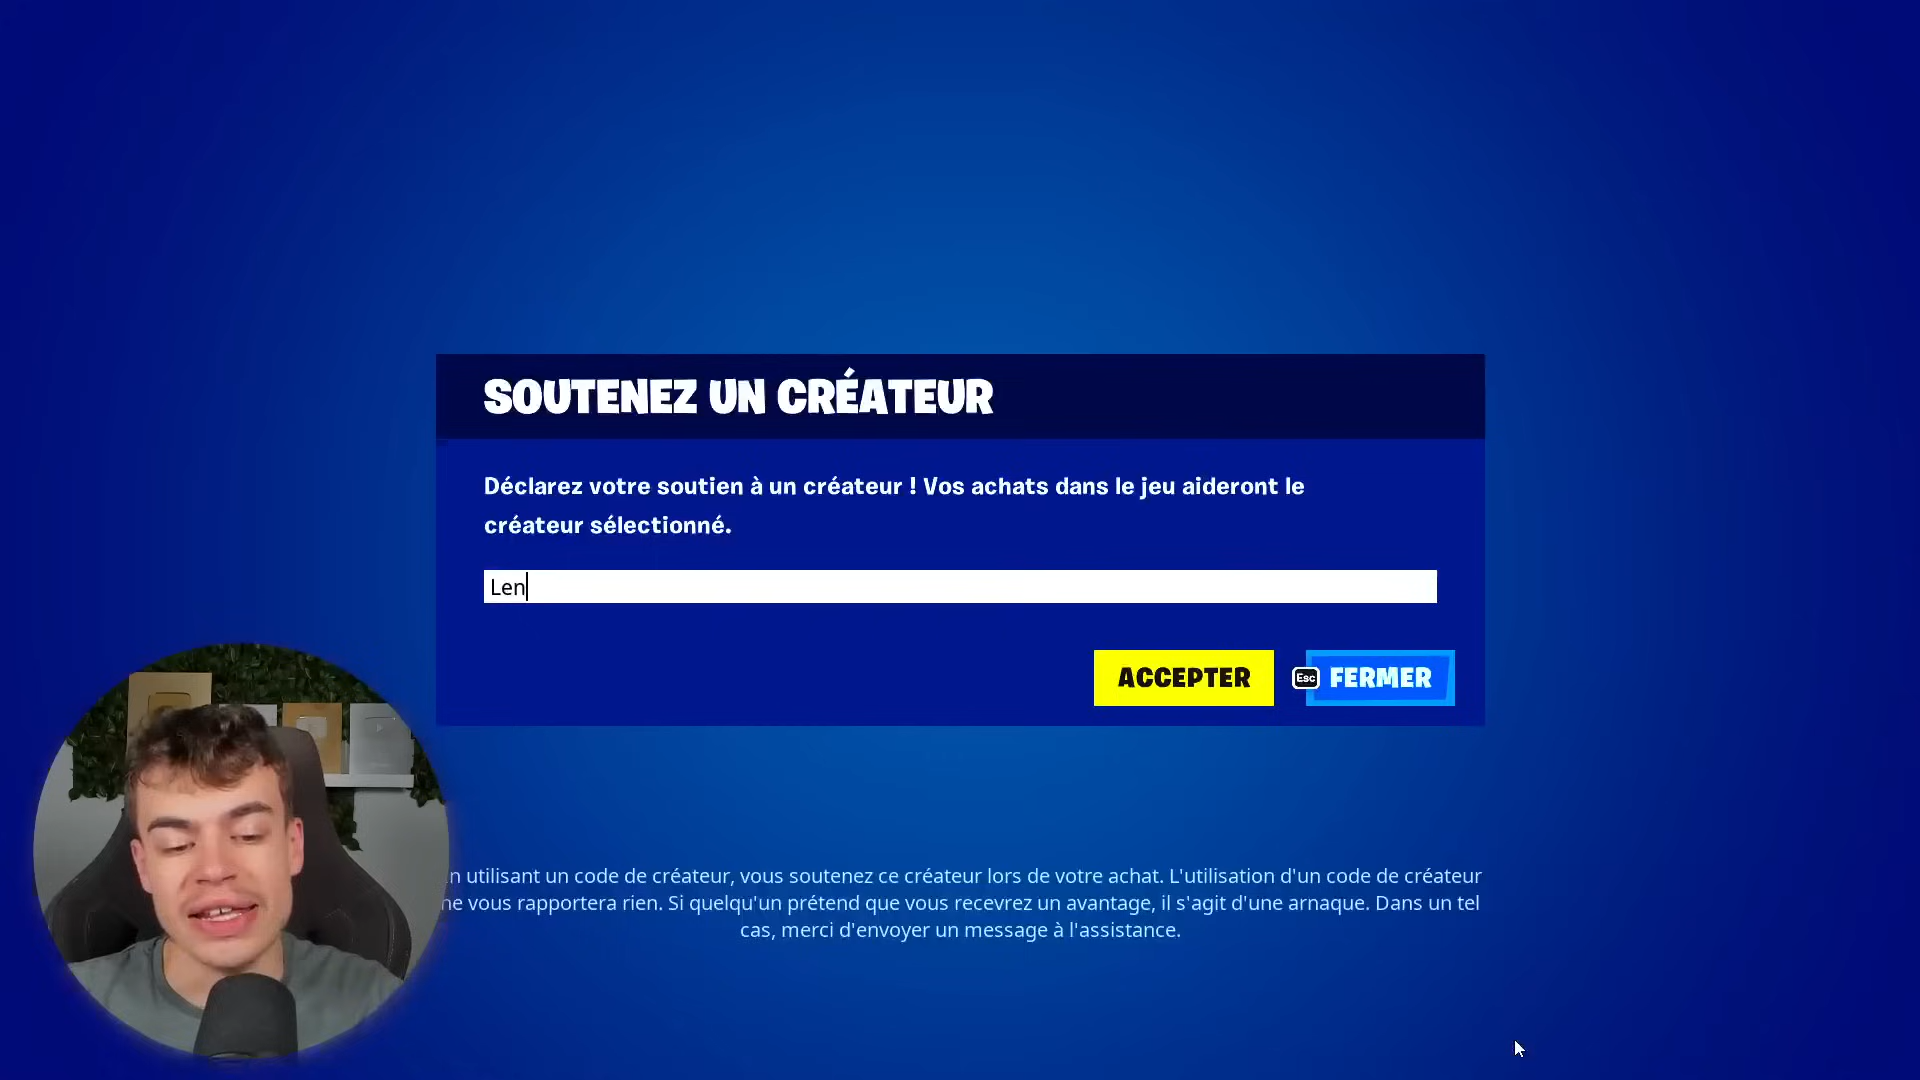 SOUTENEZ UN CRÉATEUR
Déclarez votre soutien à un créateur ! Vos achats dans le jeu aideront le
créateur sélectionné.
Len
ACCEPTER
Esc FERMER
n utilisant un code de créateur, vous soutenez ce créateur lors de votre achat. L'utilisation d'un code de créateur
ne vous rapportera rien. Si quelqu'un prétend que vous recevrez un avantage, il s'agit d'une arnaque. Dans un tel
cas, merci d'envoyer un message à l'assistance.